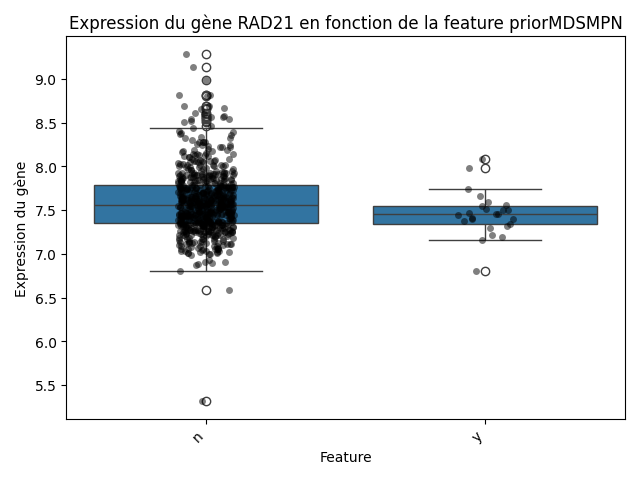 Expression du gène RAD21 en fonction de la feature priorMDSMPN
Expression du gène
9.0
8.5
8.0
7.5
7.0
6.5
6.0
5.5
n
y
Feature